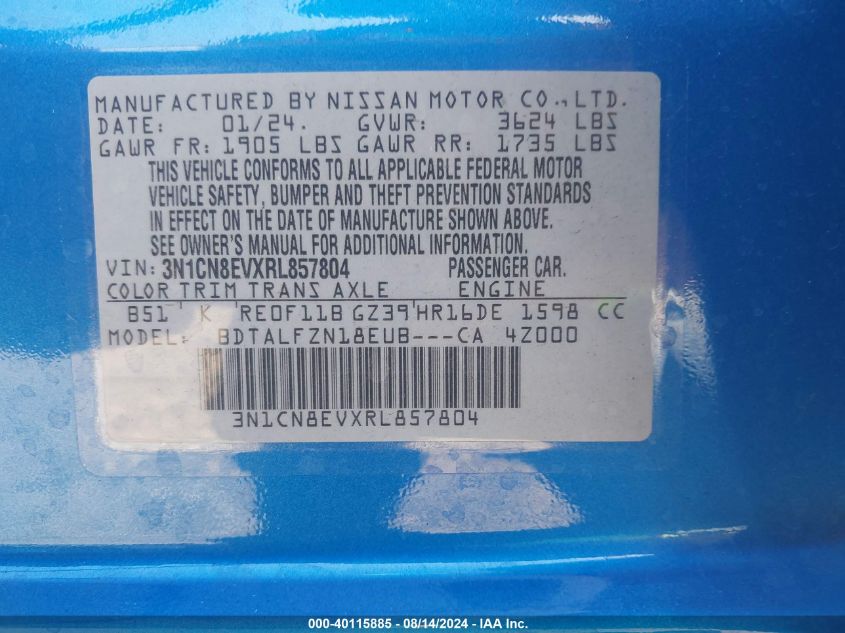 MANUFACTURED BY NISSAN MOTOR CO., LTD.
DATE: 01/24. GVWR: 3624 LBS
GAWR FR: 1905 LBS GAWR RR: 1735 LBS
THIS VEHICLE CONFORMS TO ALL APPLICABLE FEDERAL MOTOR
VEHICLE SAFETY, BUMPER AND THEFT PREVENTION STANDARDS
IN EFFECT ON THE DATE OF MANUFACTURE SHOWN ABOVE.
SEE OWNER'S MANUAL FOR ADDITIONAL INFORMATION.
VIN: 3N1CN8EVXRL857804 PASSENGER CAR.
COLOR TRIM TRANS AXLE ENGINE
B51 K RE0F11B GZ39 HR16DE 1598 CC
MODEL: BDTALFZN18EUB---CA 4Z000
3N1CN8EVXRL857804
000-40115885 - 08/14/2024 - IAA Inc.